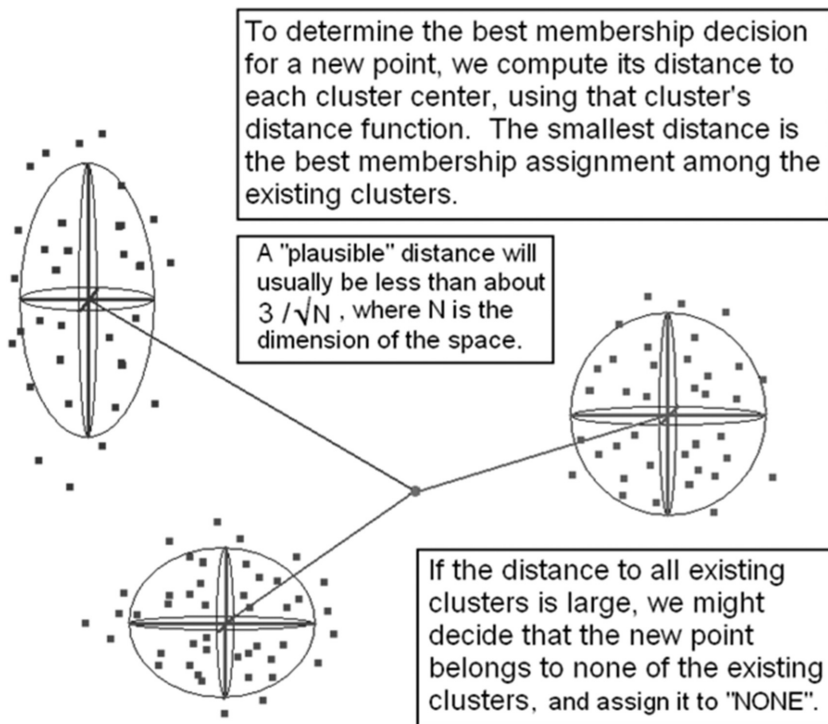 To determine the best membership decision
for a new point, we compute its distance to
each cluster center, using that cluster's
distance function.  The smallest distance is
the best membership assignment among the
existing clusters.
A "plausible" distance will
usually be less than about
3 /√N , where N is the
dimension of the space.
If the distance to all existing
clusters is large, we might
decide that the new point
belongs to none of the existing
clusters, and assign it to "NONE".